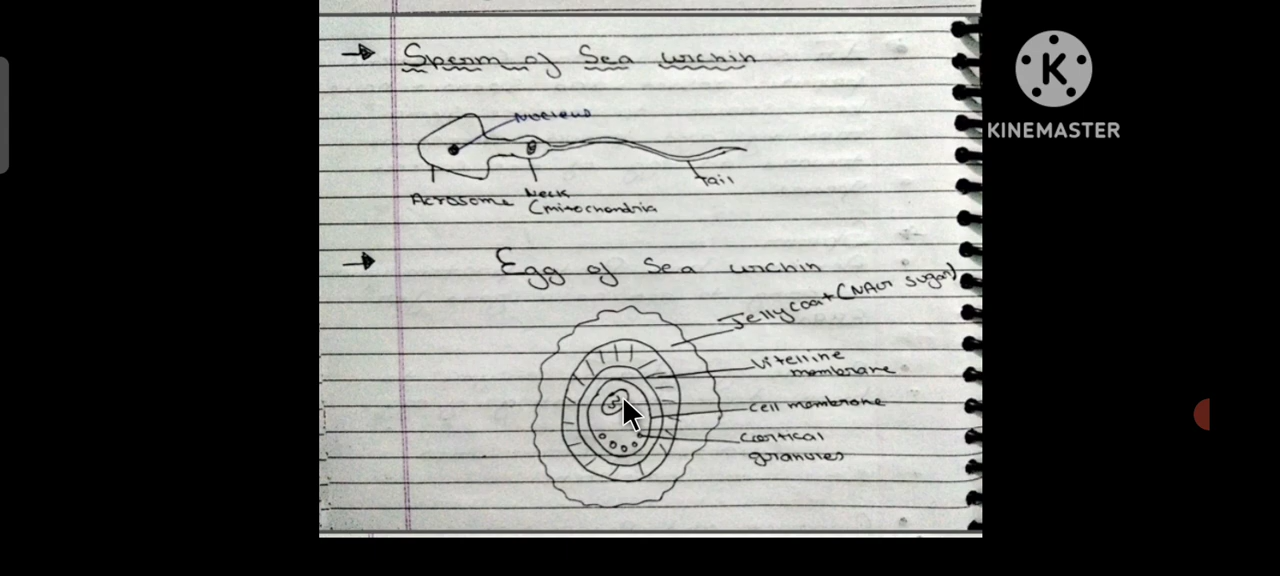 → Sperm of Sea urchin
Nucleus
Acrosome
Neck
(mitochondria
Tail
→ Egg of Sea urchin
Jelly coat (
sugar)
Vitelline
membrane
cell membrane
cortical
granules
KINEMASTER